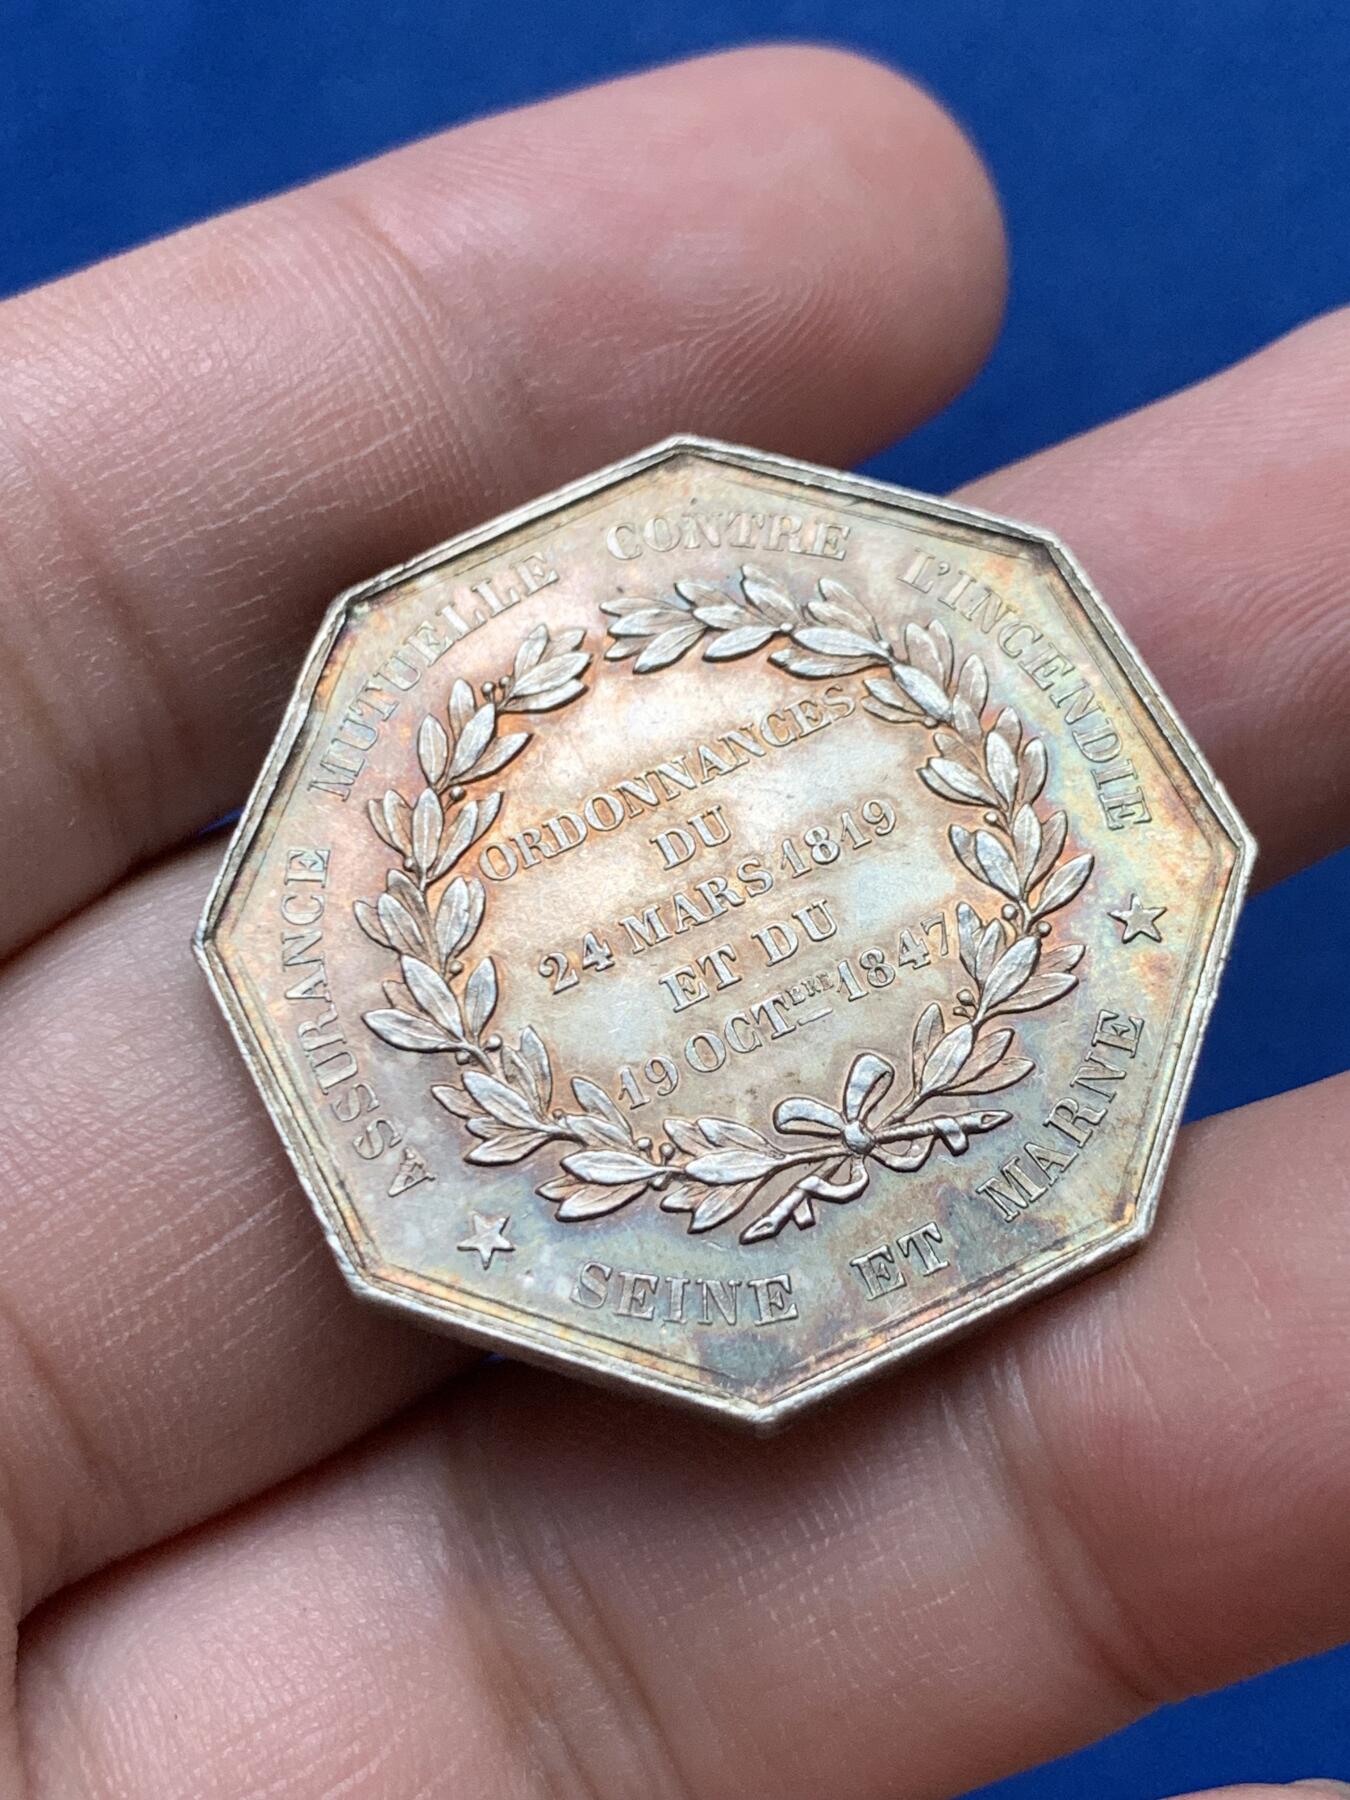 ASSURANCE MUTUELLE CONTRE L'INCENDIE
ORDONNANCES
DU
24 MARS 1819
ET DU
19 OCTBRE 1847
SEINE ET MARNE